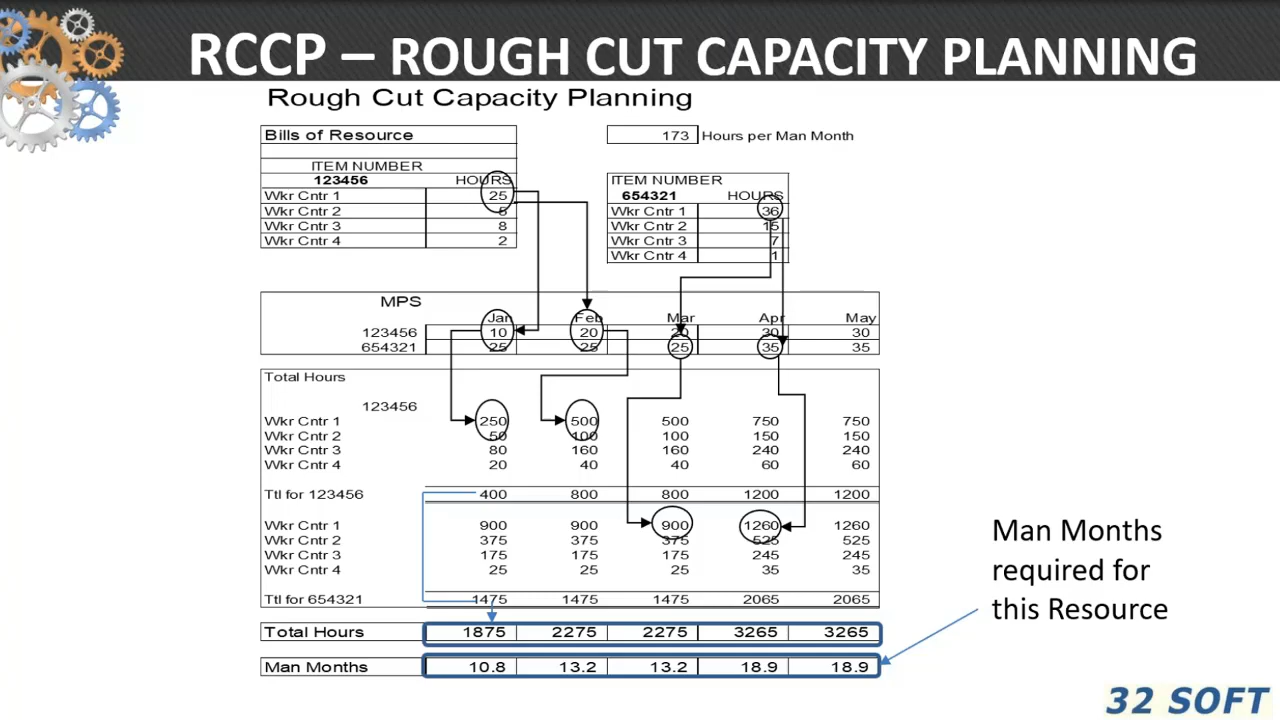 RCCP – ROUGH CUT CAPACITY PLANNING
Rough Cut Capacity Planning
Bills of Resource
173 Hours per Man Month
ITEM NUMBER
123456 HOURS
Wkr Cntr 1 25
Wkr Cntr 2 5
Wkr Cntr 3 8
Wkr Cntr 4 2
ITEM NUMBER
654321 HOURS
Wkr Cntr 1 36
Wkr Cntr 2 15
Wkr Cntr 3 7
Wkr Cntr 4 1
MPS
Jan Feb Mar Apr May
123456 10 20 20 30 30
654321 25 25 25 35 35
Total Hours
123456
Wkr Cntr 1 250 500 500 750 750
Wkr Cntr 2 50 100 100 150 150
Wkr Cntr 3 80 160 160 240 240
Wkr Cntr 4 20 40 40 60 60
Ttl for 123456 400 800 800 1200 1200
Wkr Cntr 1 900 900 900 1260 1260
Wkr Cntr 2 375 375 375 525 525
Wkr Cntr 3 175 175 175 245 245
Wkr Cntr 4 25 25 25 35 35
Ttl for 654321 1475 1475 1475 2065 2065
Total Hours 1875 2275 2275 3265 3265
Man Months 10.8 13.2 13.2 18.9 18.9
Man Months
required for
this Resource
32 SOFT